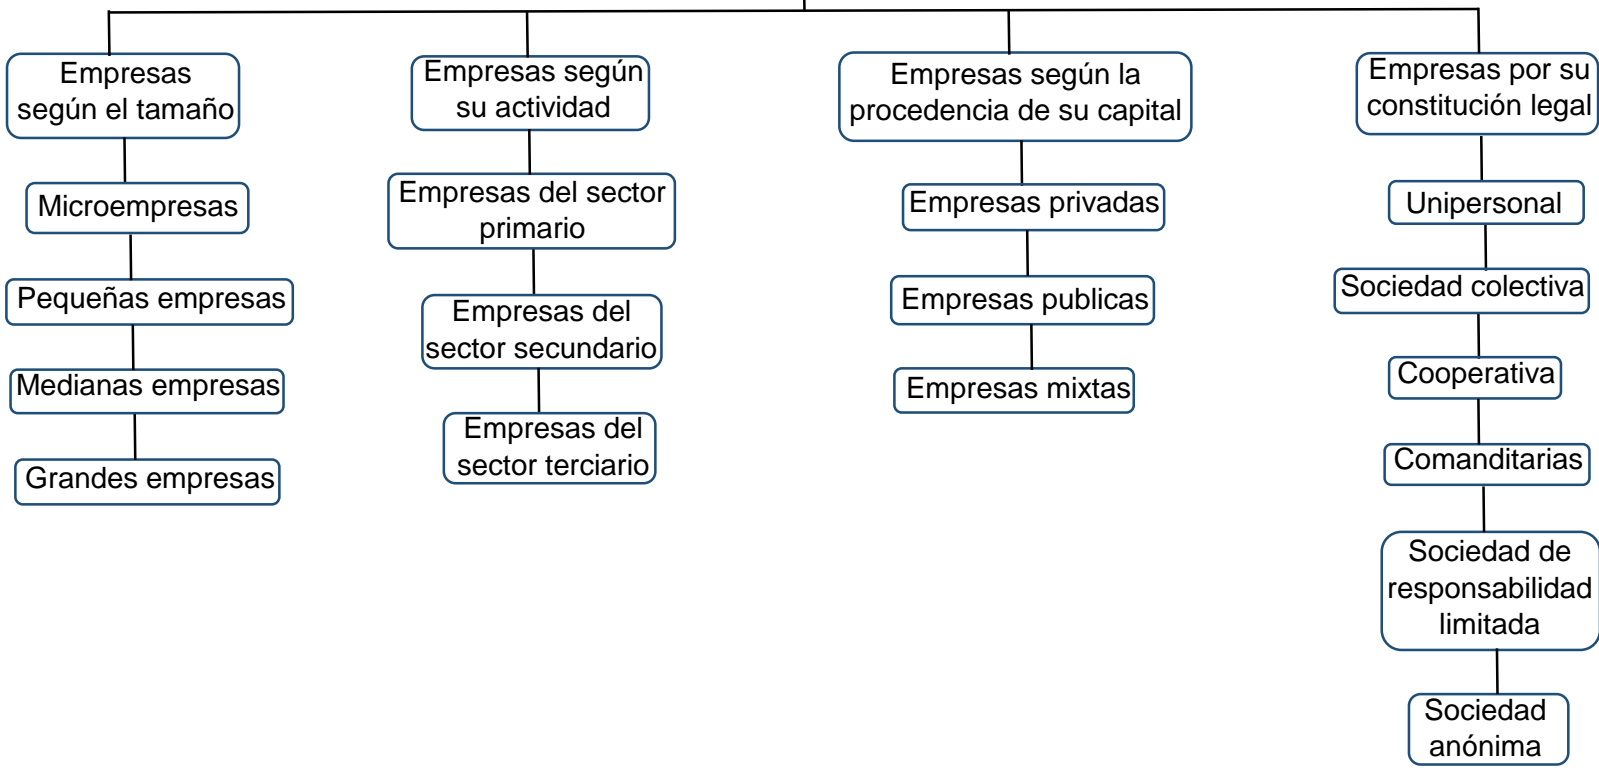 Empresas
según el tamaño
Microempresas
Pequeñas empresas
Medianas empresas
Grandes empresas
Empresas según
su actividad
Empresas del sector
primario
Empresas del
sector secundario
Empresas del
sector terciario
Empresas según la
procedencia de su capital
Empresas privadas
Empresas publicas
Empresas mixtas
Empresas por su
constitución legal
Unipersonal
Sociedad colectiva
Cooperativa
Comanditarias
Sociedad de
responsabilidad
limitada
Sociedad
anónima